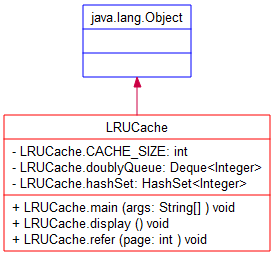 java.lang.Object
LRUCache
- LRUCache.CACHE_SIZE: int
- LRUCache.doublyQueue: Deque<Integer>
- LRUCache.hashSet: HashSet<Integer>
+ LRUCache.main (args: String[] ) void
+ LRUCache.display () void
+ LRUCache.refer (page: int ) void